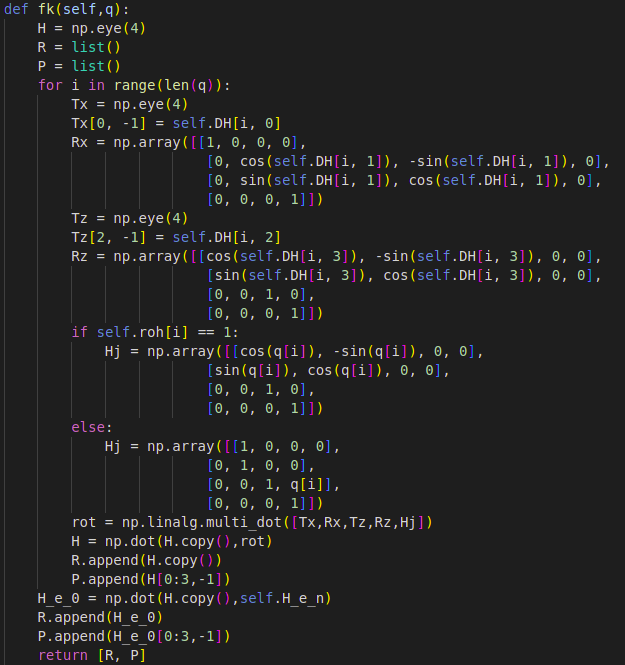 def fk(self,q):
    H = np.eye(4)
    R = list()
    P = list()
    for i in range(len(q)):
        Tx = np.eye(4)
        Tx[0, -1] = self.DH[i, 0]
        Rx = np.array([[1, 0, 0, 0],
                        [0, cos(self.DH[i, 1]), -sin(self.DH[i, 1]), 0],
                        [0, sin(self.DH[i, 1]), cos(self.DH[i, 1]), 0],
                        [0, 0, 0, 1]])
        Tz = np.eye(4)
        Tz[2, -1] = self.DH[i, 2]
        Rz = np.array([[cos(self.DH[i, 3]), -sin(self.DH[i, 3]), 0, 0],
                        [sin(self.DH[i, 3]), cos(self.DH[i, 3]), 0, 0],
                        [0, 0, 1, 0],
                        [0, 0, 0, 1]])
        if self.roh[i] == 1:
            Hj = np.array([[cos(q[i]), -sin(q[i]), 0, 0],
                        [sin(q[i]), cos(q[i]), 0, 0],
                        [0, 0, 1, 0],
                        [0, 0, 0, 1]])
        else:
            Hj = np.array([[1, 0, 0, 0],
                        [0, 1, 0, 0],
                        [0, 0, 1, q[i]],
                        [0, 0, 0, 1]])
        rot = np.linalg.multi_dot([Tx,Rx,Tz,Rz,Hj])
        H = np.dot(H.copy(),rot)
        R.append(H.copy())
        P.append(H[0:3,-1])
    H_e_0 = np.dot(H.copy(),self.H_e_n)
    R.append(H_e_0)
    P.append(H_e_0[0:3,-1])
    return [R, P]